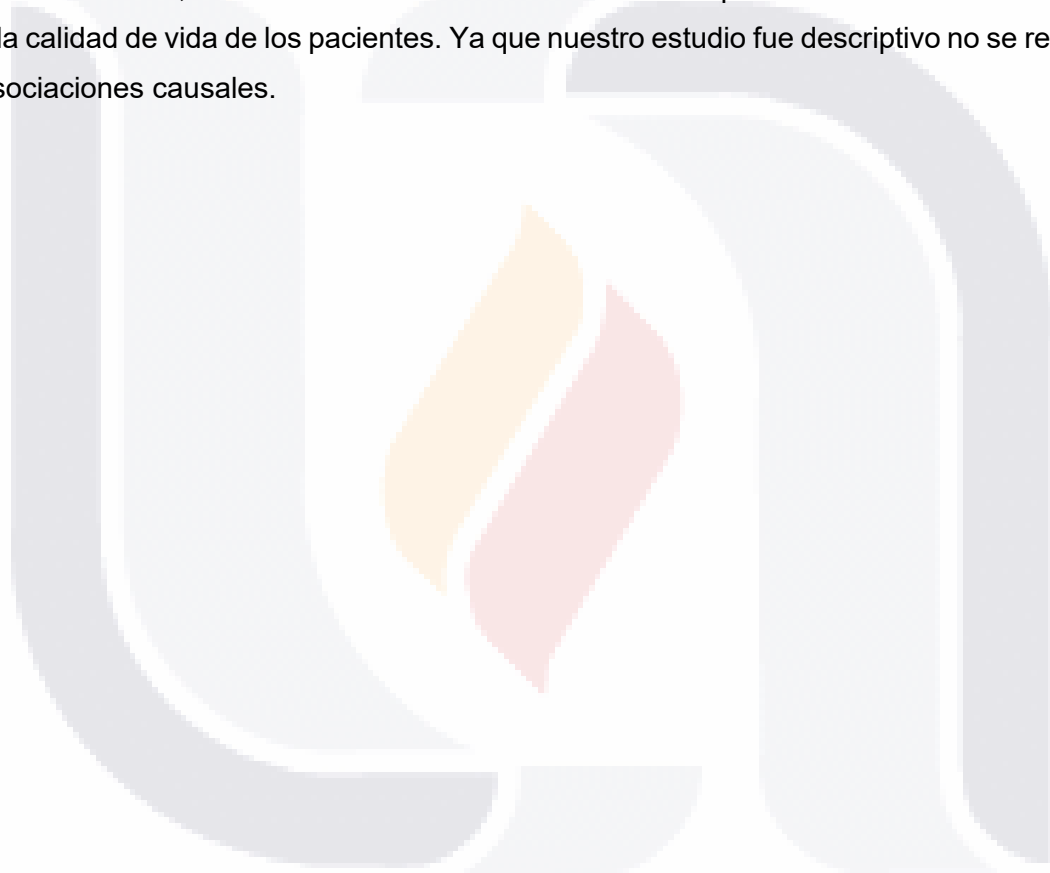 la calidad de vida de los pacientes. Ya que nuestro estudio fue descriptivo no se re
sociaciones causales.